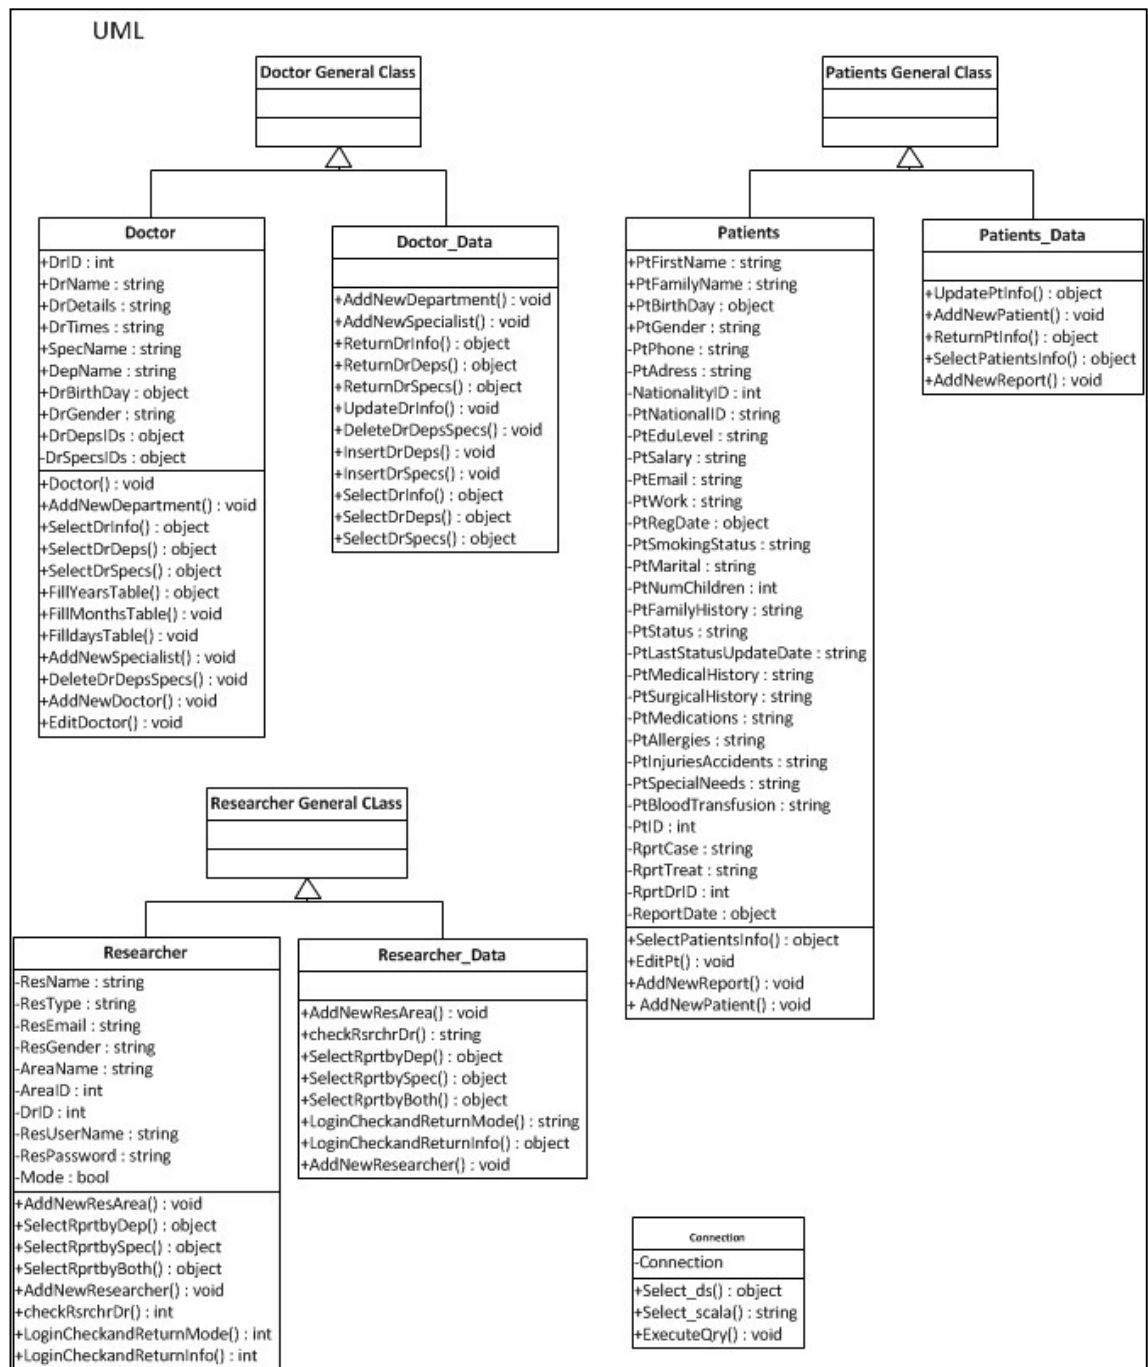 UML
Doctor General Class
Doctor
+DrID : int
+DrName : string
+DrDetails : string
+DrTimes : string
+SpecName : string
+DepName : string
+DrBirthDay : object
+DrGender : string
+DrDepsIDs : object
-DrSpecsIDs : object
+Doctor() : void
+AddNewDepartment() : void
+SelectDrInfo() : object
+SelectDrDeps() : object
+SelectDrSpecs() : object
+FillYearsTable() : object
+FillMonthsTable() : void
+FilldaysTable() : void
+AddNewSpecialist() : void
+DeleteDrDepsSpecs() : void
+AddNewDoctor() : void
+EditDoctor() : void
Doctor_Data
+AddNewDepartment() : void
+AddNewSpecialist() : void
+ReturnDrInfo() : object
+ReturnDrDeps() : object
+ReturnDrSpecs() : object
+UpdateDrInfo() : void
+DeleteDrDepsSpecs() : void
+InsertDrDeps() : void
+InsertDrSpecs() : void
+SelectDrInfo() : object
+SelectDrDeps() : object
+SelectDrSpecs() : object
Patients General Class
Patients
+PtFirstName : string
+PtFamilyName : string
+PtBirthDay : object
+PtGender : string
-PtPhone : string
-PtAdress : string
-NationalityID : int
-PtNationalID : string
-PtEduLevel : string
-PtSalary : string
-PtEmail : string
-PtWork : string
-PtRegDate : object
-PtSmokingStatus : string
-PtMarital : string
-PtNumChildren : int
-PtFamilyHistory : string
-PtStatus : string
-PtLastStatusUpdateDate : string
-PtMedicalHistory : string
-PtSurgicalHistory : string
-PtMedications : string
-PtAllergies : string
-PtInjuriesAccidents : string
-PtSpecialNeeds : string
-PtBloodTransfusion : string
-PtID : int
-RprtCase : string
-RprtTreat : string
-RprtDrID : int
-ReportDate : object
+SelectPatientsInfo() : object
+EditPt() : void
+AddNewReport() : void
+ AddNewPatient() : void
Patients_Data
+UpdatePtInfo() : object
+AddNewPatient() : void
+ReturnPtInfo() : object
+SelectPatientsInfo() : object
+AddNewReport() : void
Researcher General CLass
Researcher
-ResName : string
-ResType : string
-ResEmail : string
-ResGender : string
-AreaName : string
-AreaID : int
-DrID : int
-ResUserName : string
-ResPassword : string
-Mode : bool
+AddNewResArea() : void
+SelectRprtbyDep() : object
+SelectRprtbySpec() : object
+SelectRprtbyBoth() : object
+AddNewResearcher() : void
+checkRsrchrDr() : int
+LoginCheckandReturnMode() : int
+LoginCheckandReturnInfo() : int
Researcher_Data
+AddNewResArea() : void
+checkRsrchrDr() : string
+SelectRprtbyDep() : object
+SelectRprtbySpec() : object
+SelectRprtbyBoth() : object
+LoginCheckandReturnMode() : string
+LoginCheckandReturnInfo() : object
+AddNewResearcher() : void
Connection
-Connection
+Select_ds() : object
+Select_scala() : string
+ExecuteQry() : void